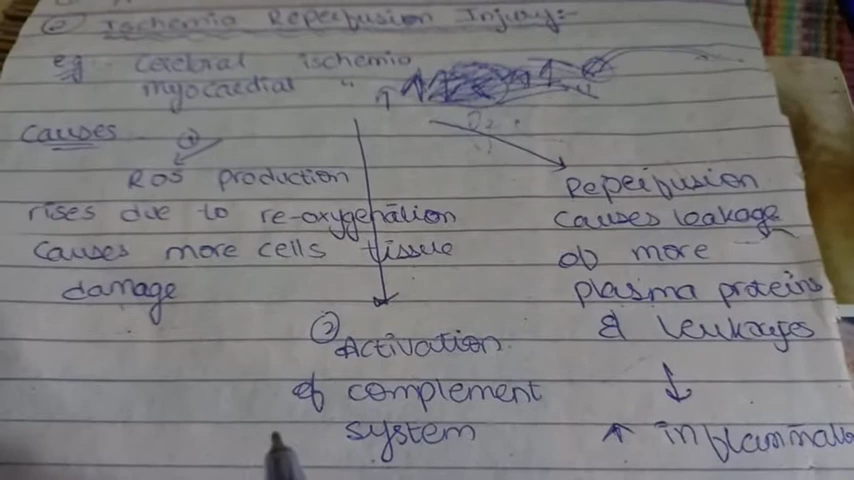 Ischemia Reperfusion Injury:-
eg cerebral ischemia
myocardial "
Causes
①
ROS production
rises due to re-oxygenation
causes more cells tissue
damage
②
Activation
of complement
system
Reperfusion
causes leakage
of more
plasma proteins
& leukocytes
↓
↑ inflammato